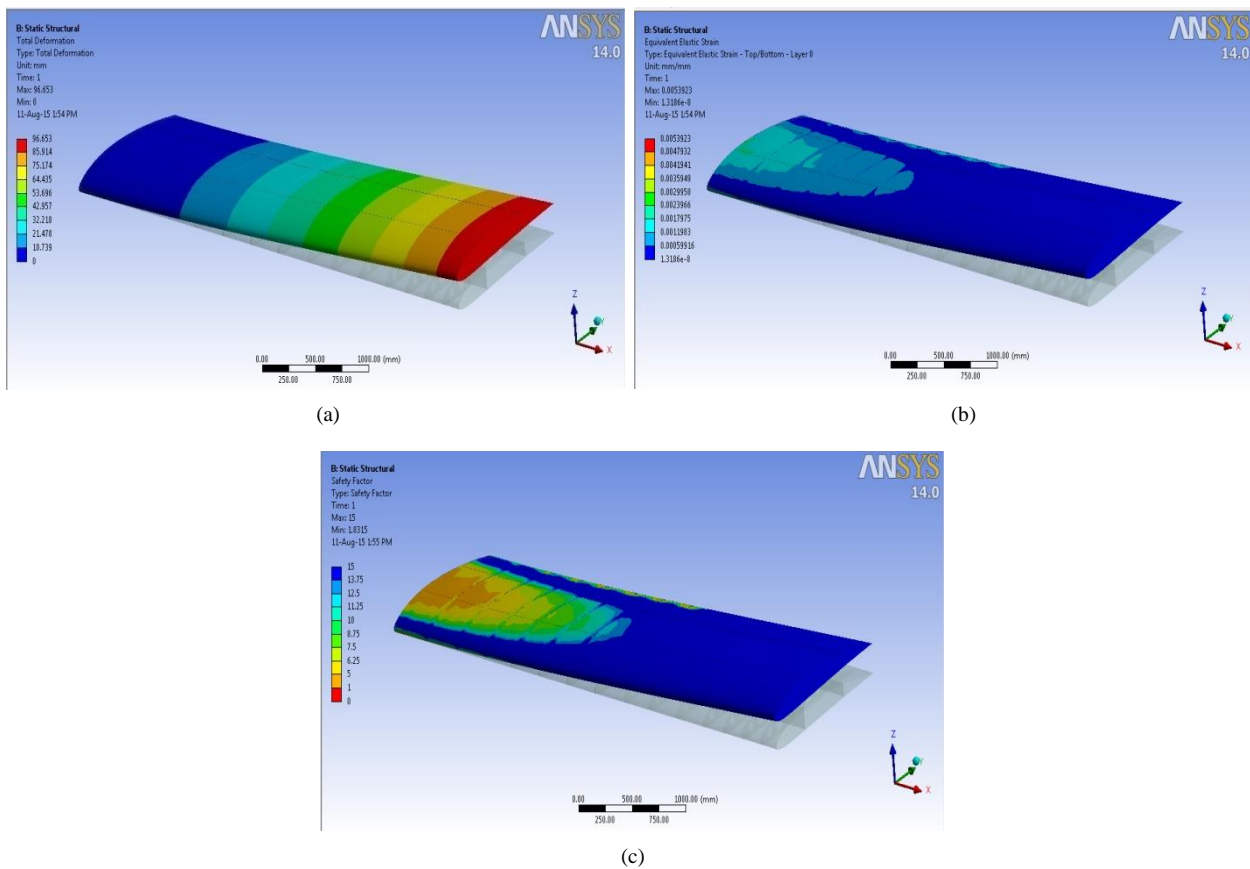 B: Static Structural
Total Deformation
Type: Total Deformation
Unit: mm
Time: 1
Max: 96.653
Min: 0
11-Aug-15 1:54 PM
ANSYS
14.0
96.653
85.914
75.174
64.435
53.696
42.957
32.218
21.478
10.739
0
Z
Y
X
0.00 500.00 1000.00 (mm)
250.00 750.00
(a)
B: Static Structural
Equivalent Elastic Strain
Type: Equivalent Elastic Strain - Top/Bottom - Layer 0
Unit: mm/mm
Time: 1
Max: 0.0053923
Min: 1.3186e-8
11-Aug-15 1:54 PM
ANSYS
14.0
0.0053923
0.0047932
0.0041941
0.0035949
0.0029958
0.0023966
0.0017975
0.0011983
0.00059916
1.3186e-8
Z
Y
X
0.00 500.00 1000.00 (mm)
250.00 750.00
(b)
B: Static Structural
Safety Factor
Type: Safety Factor
Time: 1
Max: 15
Min: 1.0315
11-Aug-15 1:55 PM
ANSYS
14.0
15
13.75
12.5
11.25
10
8.75
7.5
6.25
5
1
0
Z
Y
X
0.00 500.00 1000.00 (mm)
250.00 750.00
(c)